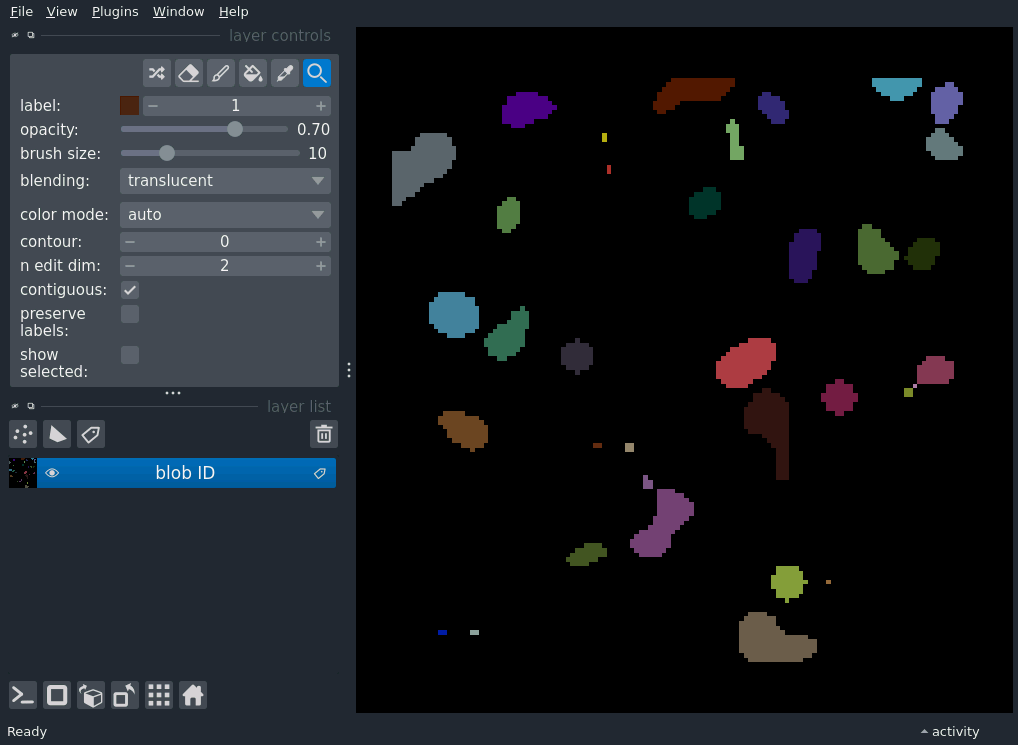 File View Plugins Window Help
layer controls
label: 1
opacity: 0.70
brush size: 10
blending: translucent
color mode: auto
contour: 0
n edit dim: 2
contiguous:
preserve
labels:
show
selected:
layer list
blob ID
Ready activity